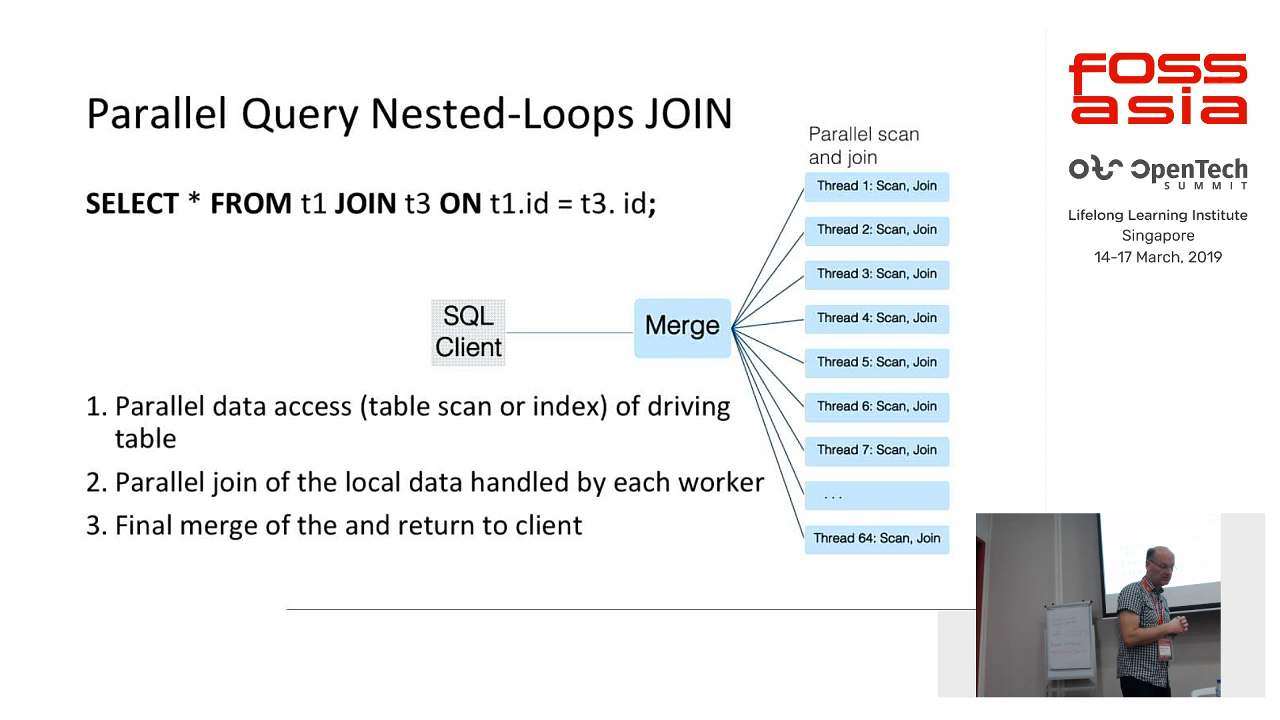 Parallel Query Nested-Loops JOIN
SELECT * FROM t1 JOIN t3 ON t1.id = t3. id;
SQL
Client
Merge
Parallel scan
and join
Thread 1: Scan, Join
Thread 2: Scan, Join
Thread 3: Scan, Join
Thread 4: Scan, Join
Thread 5: Scan, Join
Thread 6: Scan, Join
Thread 7: Scan, Join
...
Thread 64: Scan, Join
1. Parallel data access (table scan or index) of driving
table
2. Parallel join of the local data handled by each worker
3. Final merge of the and return to client
FOSS
asia
OpenTech
SUMMIT
Lifelong Learning Institute
Singapore
14-17 March, 2019